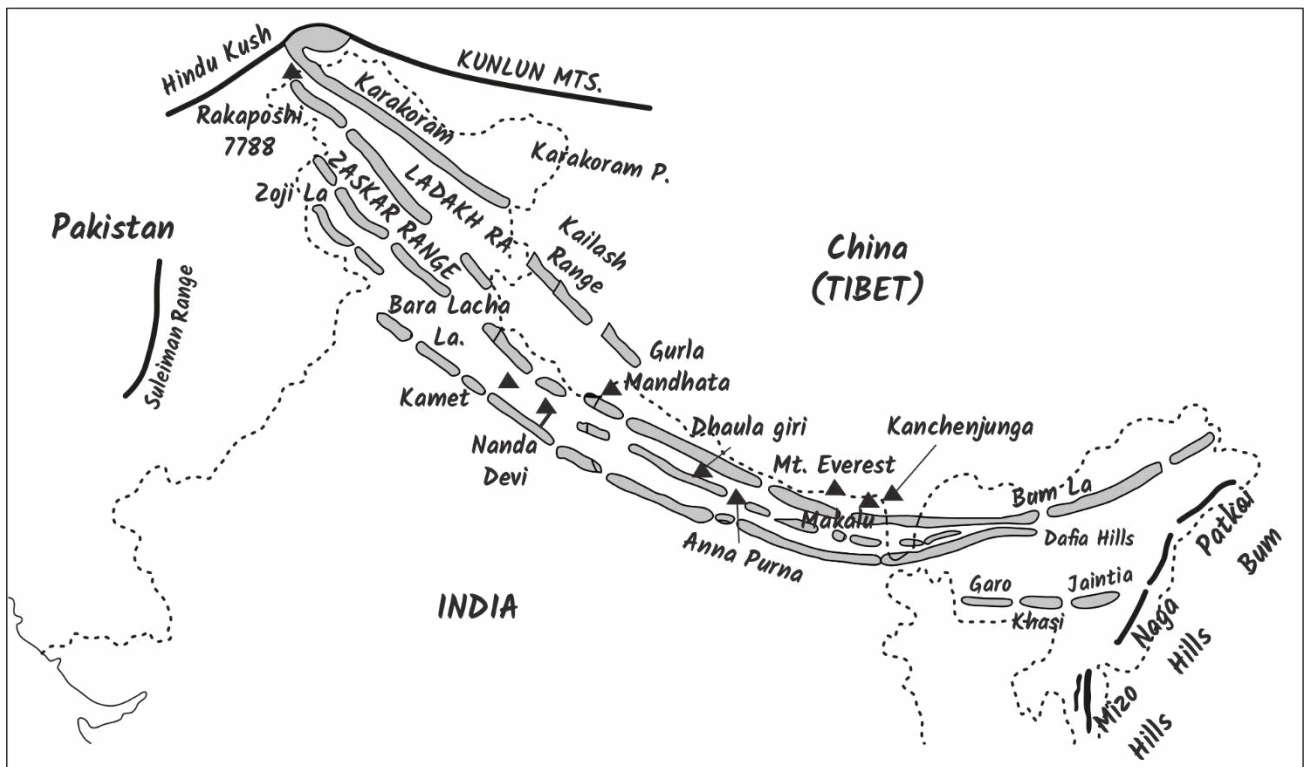 Hindu Kush
KUNLUN MTS.
Karakoram
Rakaposhi
7788
Karakoram P.
ZASKAR RANGE
LADAKH RA.
Zoji La
Pakistan
Suleiman Range
Kailash
Range
China
(TIBET)
Bara Lacha
La.
Gurla
Mandhata
Kamet
Nanda
Devi
Dhaula giri
Kanchenjunga
Mt. Everest
Makalu
Anna Purna
Bum La
Dafia Hills
Patkai
Bum
Garo
Khasi
Jaintia
Naga
Hills
Mizo
Hills
INDIA